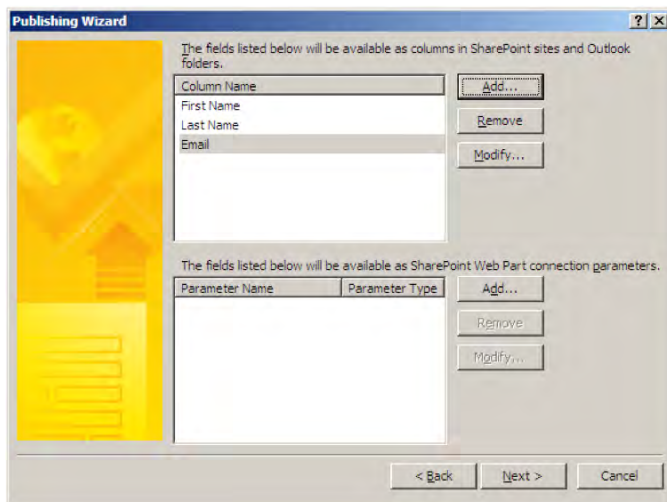 Publishing Wizard
The fields listed below will be available as columns in SharePoint sites and Outlook
folders.
Column Name
First Name
Last Name
Email
Add...
Remove
Modify...
The fields listed below will be available as SharePoint Web Part connection parameters.
Parameter Name Parameter Type
Add...
Remove
Modify...
< Back Next > Cancel